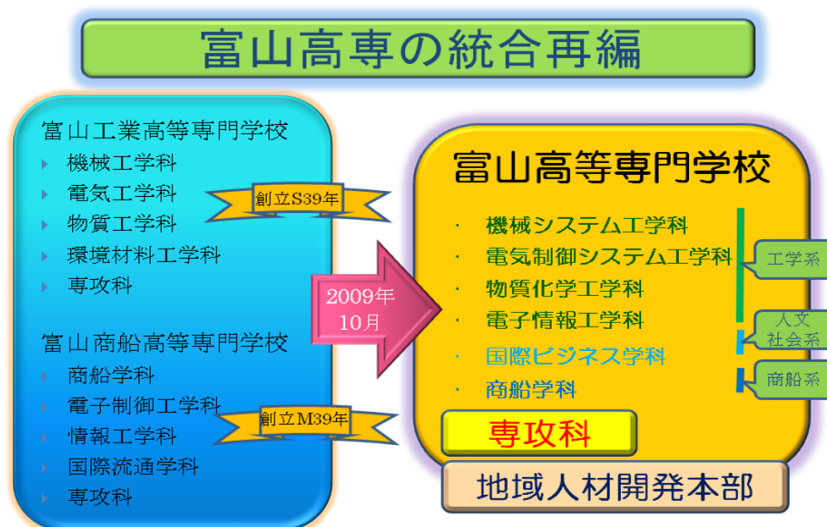 富山高専の統合再編
富山工業高等専門学校
機械工学科
電気工学科
物質工学科
環境材料工学科
専攻科
創立S39年
富山商船高等専門学校
商船学科
電子制御工学科
情報工学科
国際流通学科
専攻科
創立M39年
2009年
10月
富山高等専門学校
・ 機械システム工学科
・ 電気制御システム工学科
・ 物質化学工学科
・ 電子情報工学科
・ 国際ビジネス学科
・ 商船学科
工学系
人文
社会系
商船系
専攻科
地域人材開発本部